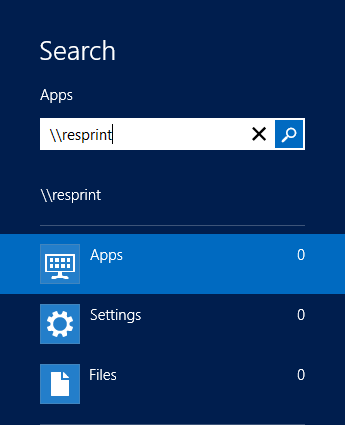 Search
Apps
\\resprint
\\resprint
Apps 0
Settings 0
Files 0